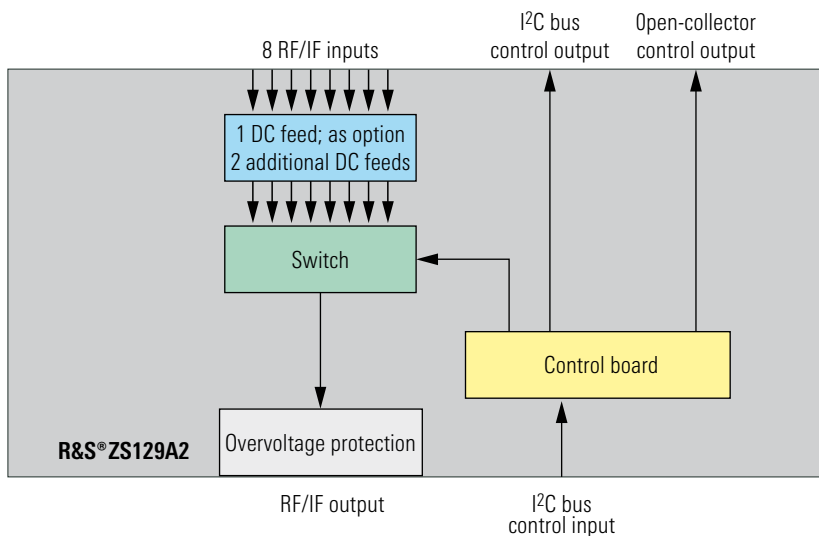 8 RF/IF inputs
I²C bus
control output
Open-collector
control output
1 DC feed; as option
2 additional DC feeds
Switch
Control board
Overvoltage protection
R&S®ZS129A2
RF/IF output
I²C bus
control input